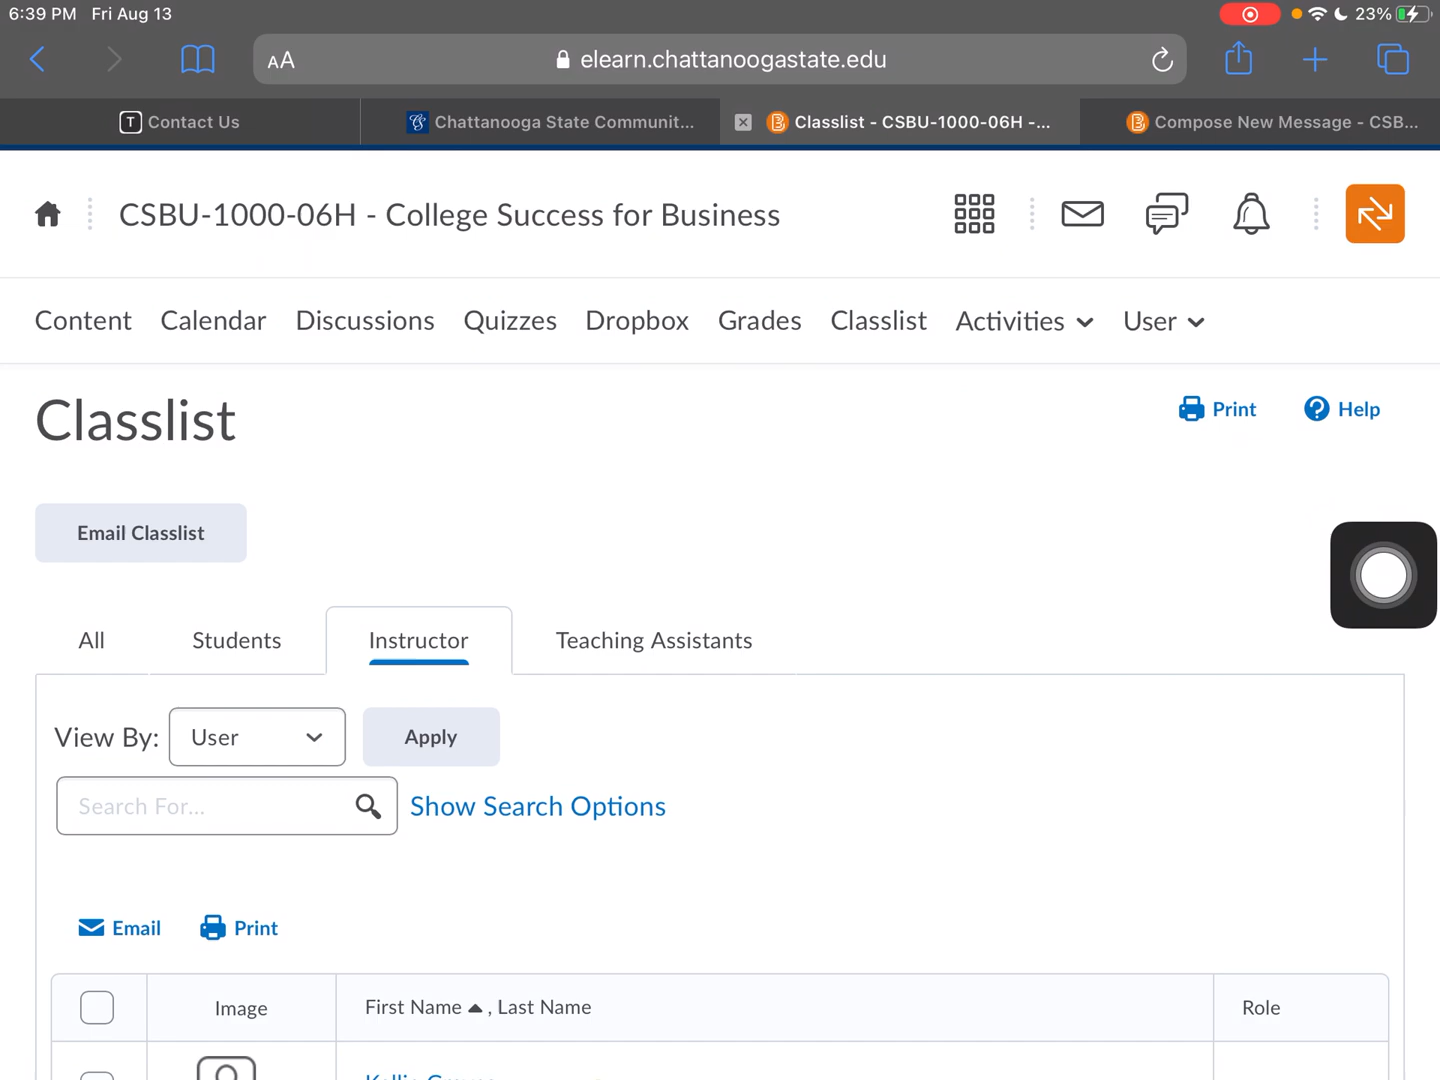 6:39 PM Fri Aug 13 23%
AA elearn.chattanoogastate.edu
T Contact Us Chattanooga State Communit... Classlist - CSBU-1000-06H -... Compose New Message - CSB...
CSBU-1000-06H - College Success for Business
Content Calendar Discussions Quizzes Dropbox Grades Classlist Activities User
Classlist Print Help
Email Classlist
All Students Instructor Teaching Assistants
View By: User Apply
Search For... Show Search Options
Email Print
Image First Name , Last Name Role